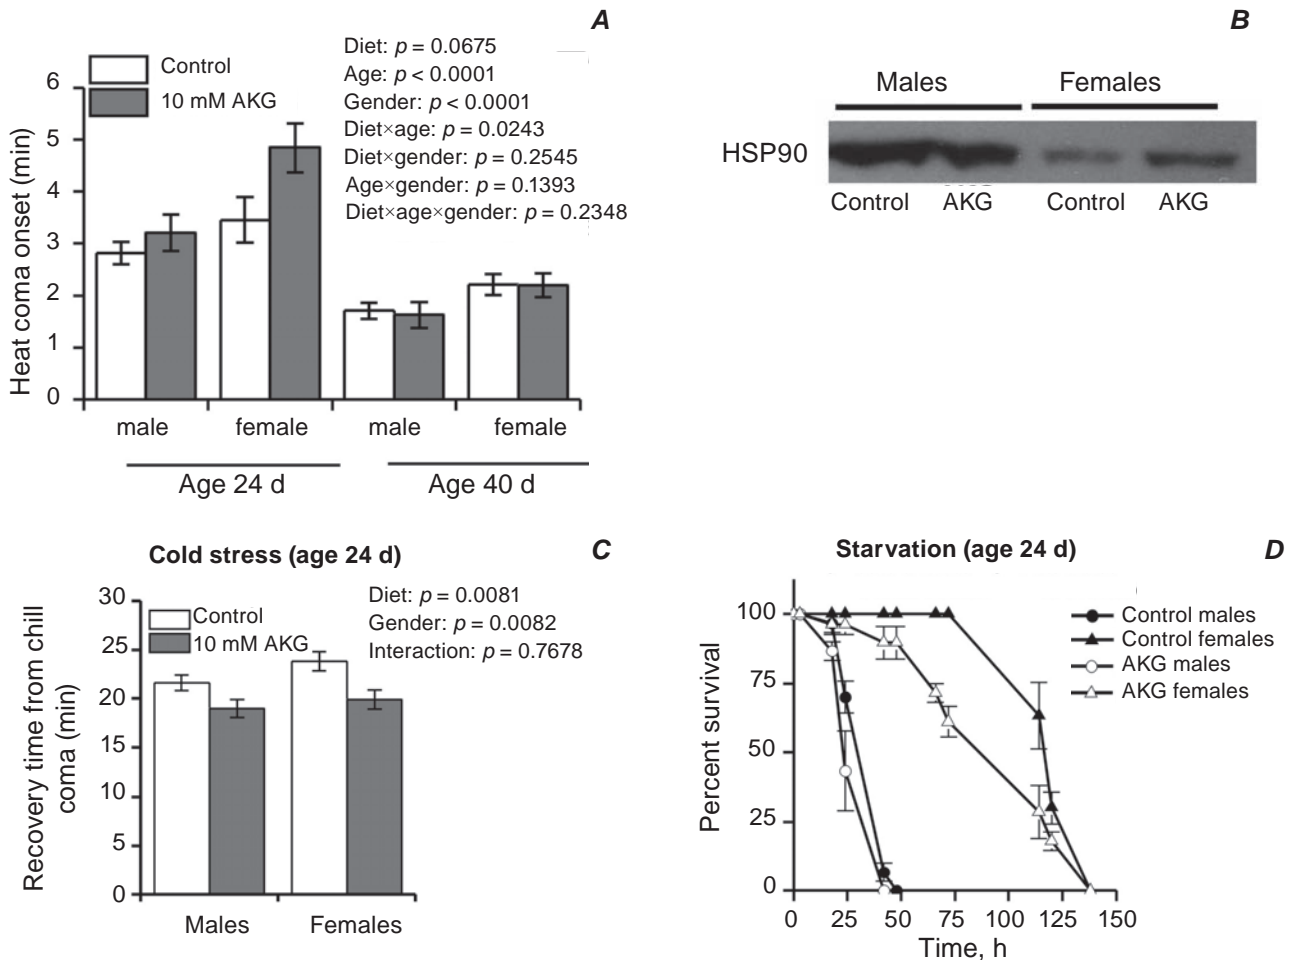 A
Control
10 mM AKG
Diet: p = 0.0675
Age: p < 0.0001
Gender: p < 0.0001
Diet×age: p = 0.0243
Diet×gender: p = 0.2545
Age×gender: p = 0.1393
Diet×age×gender: p = 0.2348
Heat coma onset (min)
6
5
4
3
2
1
0
male
female
male
female
Age 24 d
Age 40 d
B
Males
Females
HSP90
Control
AKG
Control
AKG
Cold stress (age 24 d)
C
Control
10 mM AKG
Diet: p = 0.0081
Gender: p = 0.0082
Interaction: p = 0.7678
Recovery time from chill
coma (min)
30
25
20
15
10
5
0
Males
Females
Starvation (age 24 d)
D
Control males
Control females
AKG males
AKG females
Percent survival
100
75
50
25
0
0
25
50
75
100
125
150
Time, h